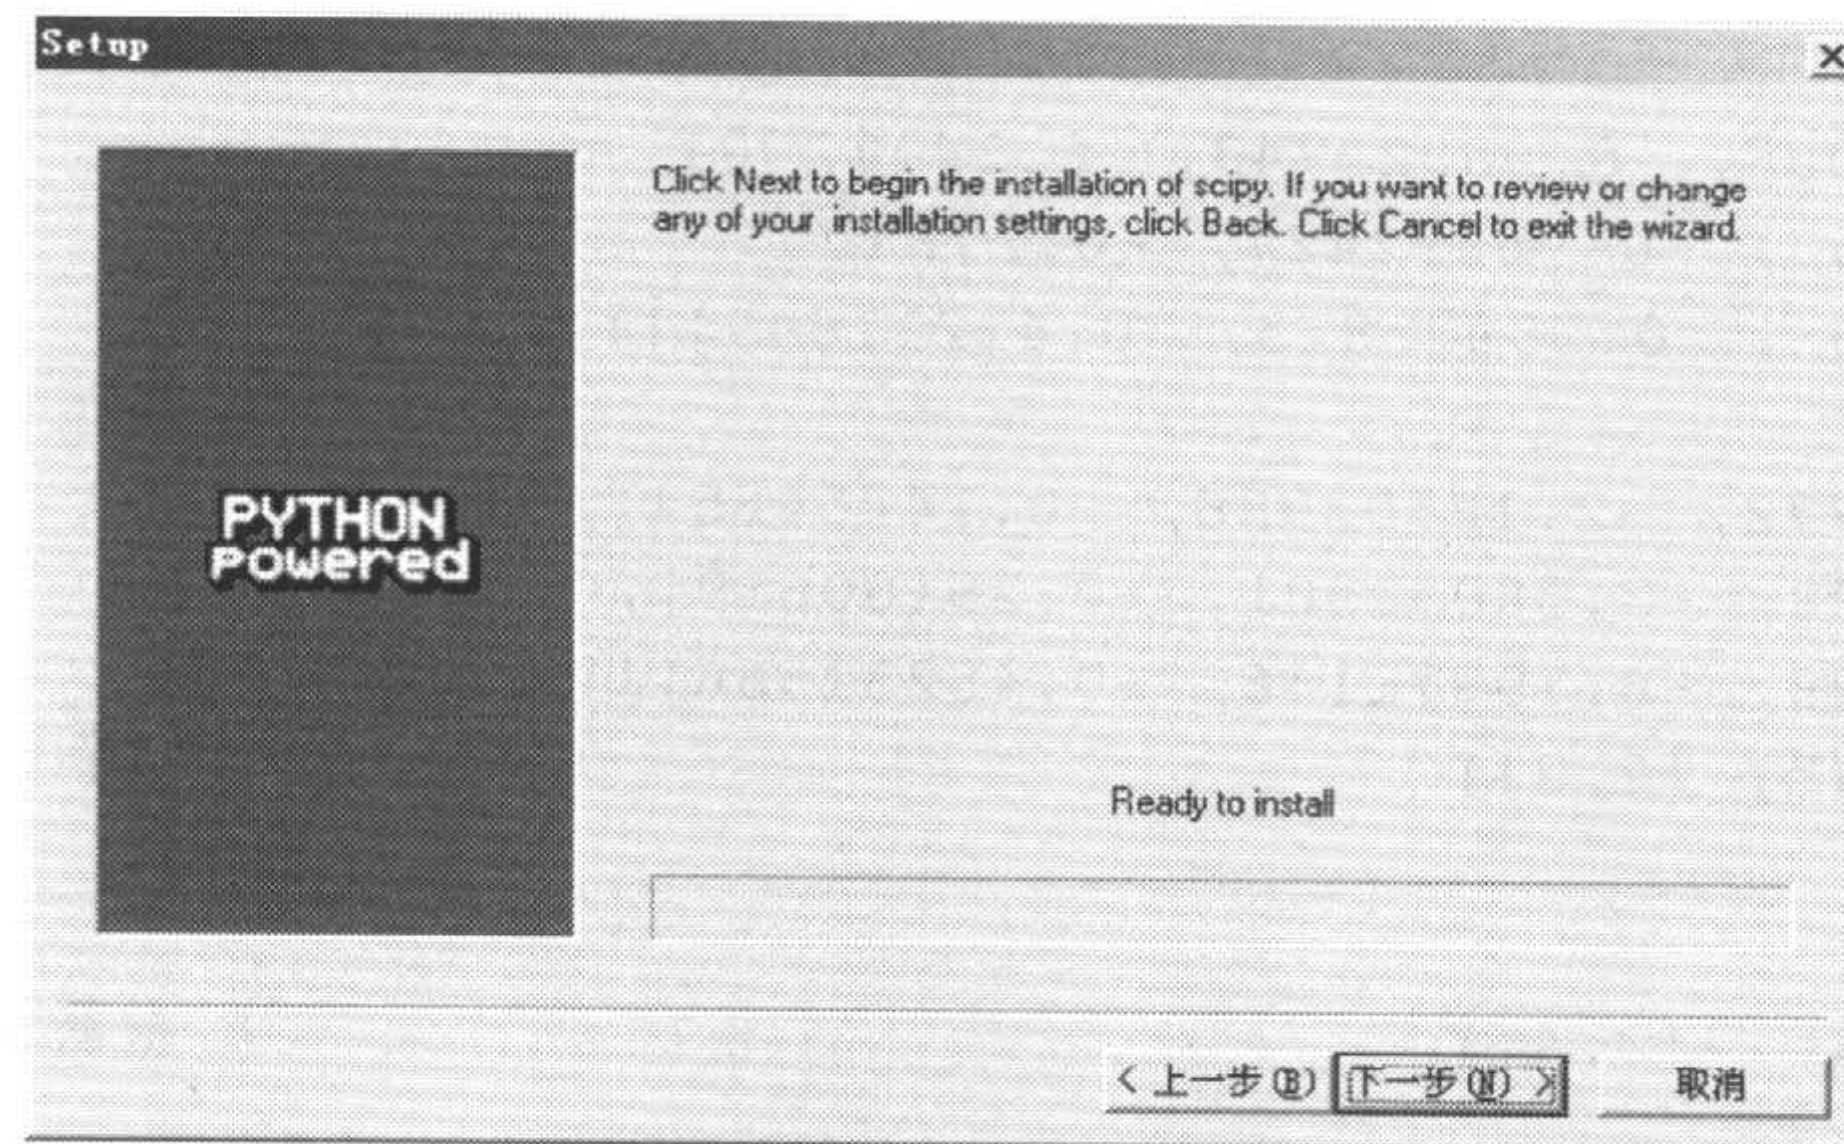 Setup
Click Next to begin the installation of scipy. If you want to review or change
any of your installation settings, click Back. Click Cancel to exit the wizard.
PYTHON
powered
Ready to install
< 上一步(B) 下一步(N) > 取消